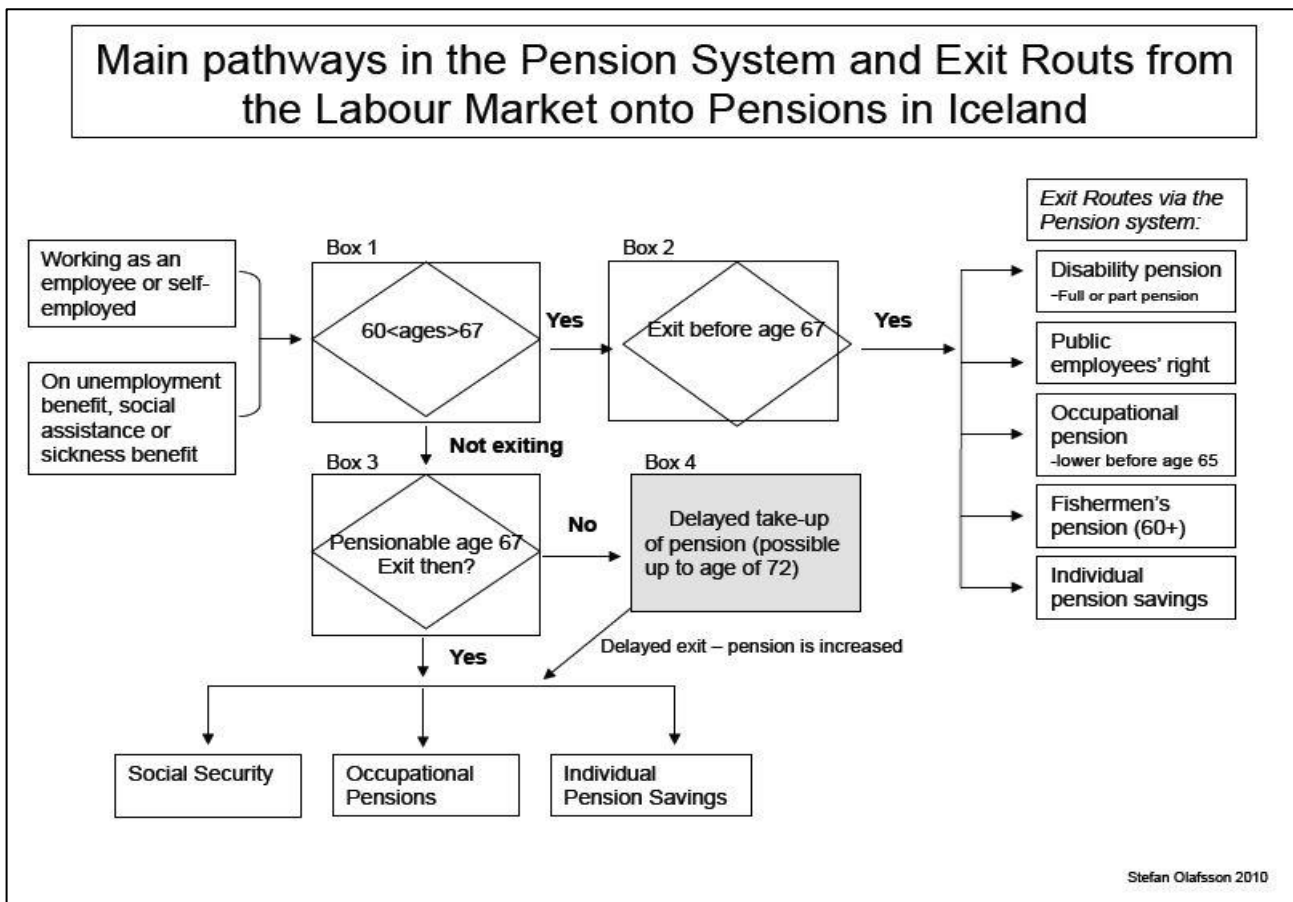 Main pathways in the Pension System and Exit Routs from
the Labour Market onto Pensions in Iceland
Exit Routes via the
Pension system:
Working as an
employee or self-
employed
On unemployment
benefit, social
assistance or
sickness benefit
Box 1
60<ages>67
Yes
Box 2
Exit before age 67
Yes
Disability pension
-Full or part pension
Public
employees' right
Occupational
pension
-lower before age 65
Fishermen's
pension (60+)
Individual
pension savings
Not exiting
Box 3
Pensionable age 67
Exit then?
No
Box 4
Delayed take-up
of pension (possible
up to age of 72)
Yes
Delayed exit – pension is increased
Social Security
Occupational
Pensions
Individual
Pension Savings
Stefan Olafsson 2010